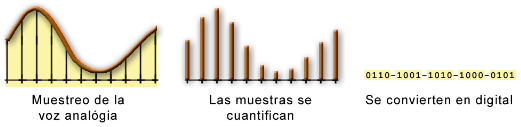 0110-1001-1010-1000-0101
Muestreo de la
voz analógia
Las muestras se
cuantifican
Se convierten en digital